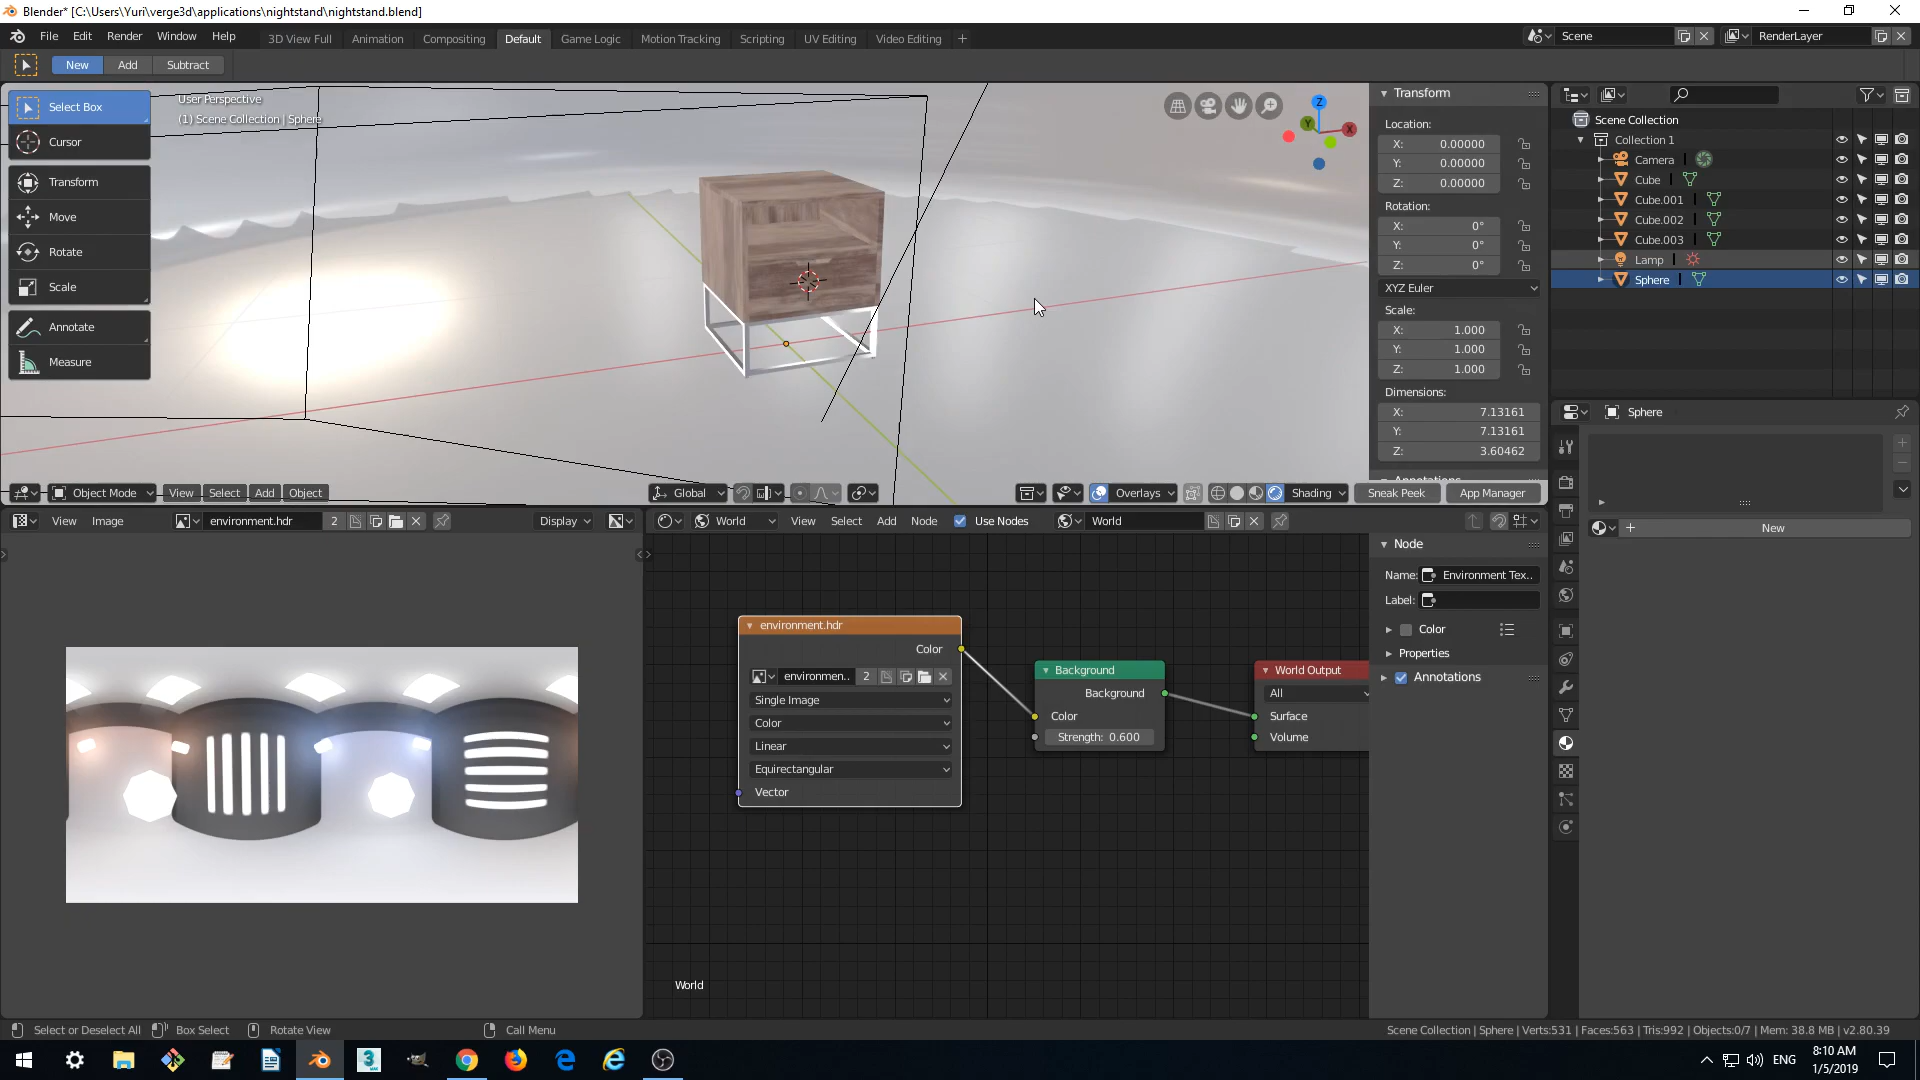 Blender* [C:\Users\Yuri\verge3d\applications\nightstand\nightstand.blend]
File Edit Render Window Help
3D View Full Animation Compositing Default Game Logic Motion Tracking Scripting UV Editing Video Editing +
Scene
RenderLayer
New Add Subtract
Select Box
Cursor
Transform
Move
Rotate
Scale
Annotate
Measure
User Perspective
(1) Scene Collection | Sphere
Z
Y
X
Transform
Location:
X: 0.00000
Y: 0.00000
Z: 0.00000
Rotation:
X: 0°
Y: 0°
Z: 0°
XYZ Euler
Scale:
X: 1.000
Y: 1.000
Z: 1.000
Dimensions:
X: 7.13161
Y: 7.13161
Z: 3.60462
Scene Collection
Collection 1
Camera
Cube
Cube.001
Cube.002
Cube.003
Lamp
Sphere
Object Mode View Select Add Object
Global
Overlays
Shading
Sneak Peek App Manager
View Image
environment.hdr 2
Display
World View Select Add Node Use Nodes
World
environment.hdr
Color
environmen.. 2
Single Image
Color
Linear
Equirectangular
Vector
Background
Background
Color
Strength: 0.600
World Output
All
Surface
Volume
World
Node
Name: Environment Tex..
Label:
Color
Properties
Annotations
Sphere
New
Select or Deselect All Box Select Rotate View Call Menu
Scene Collection | Sphere | Verts:531 | Faces:563 | Tris:992 | Objects:0/7 | Mem: 38.8 MB | v2.80.39
ENG
8:10 AM
1/5/2019